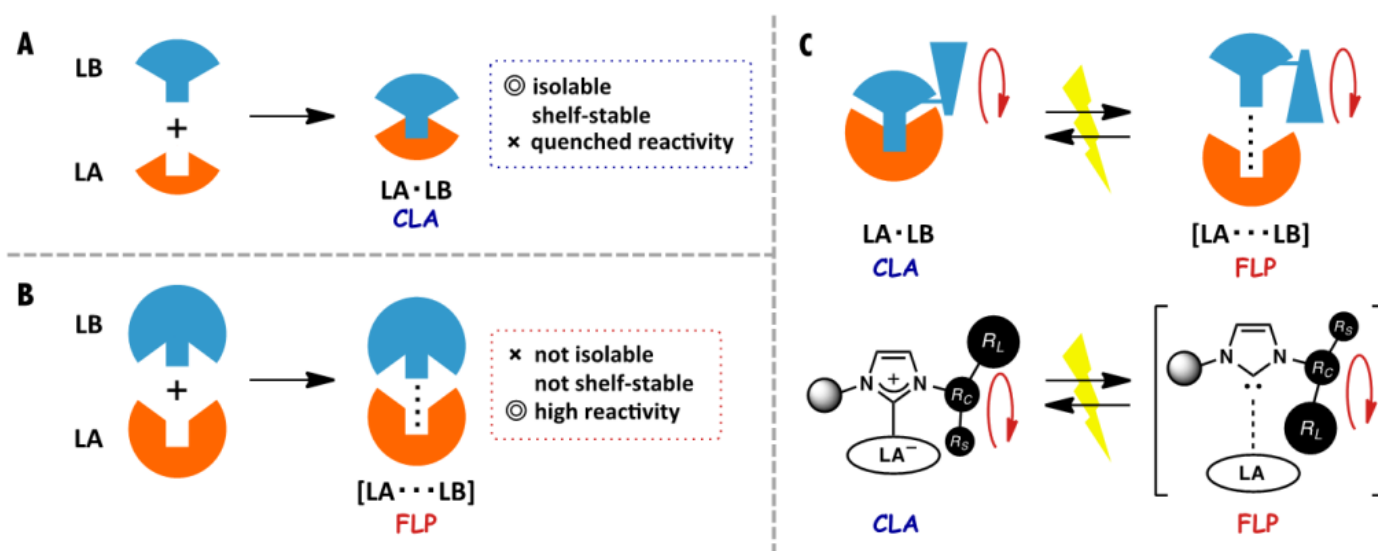 A
LB
+
LA
LA·LB
CLA
◎ isolable
shelf-stable
× quenched reactivity
B
LB
+
LA
[LA···LB]
FLP
× not isolable
not shelf-stable
◎ high reactivity
C
LA·LB
CLA
[LA···LB]
FLP
N + N
R_C
R_L
R_S
LA⁻
CLA
N N
R_S
R_C
R_L
LA
FLP